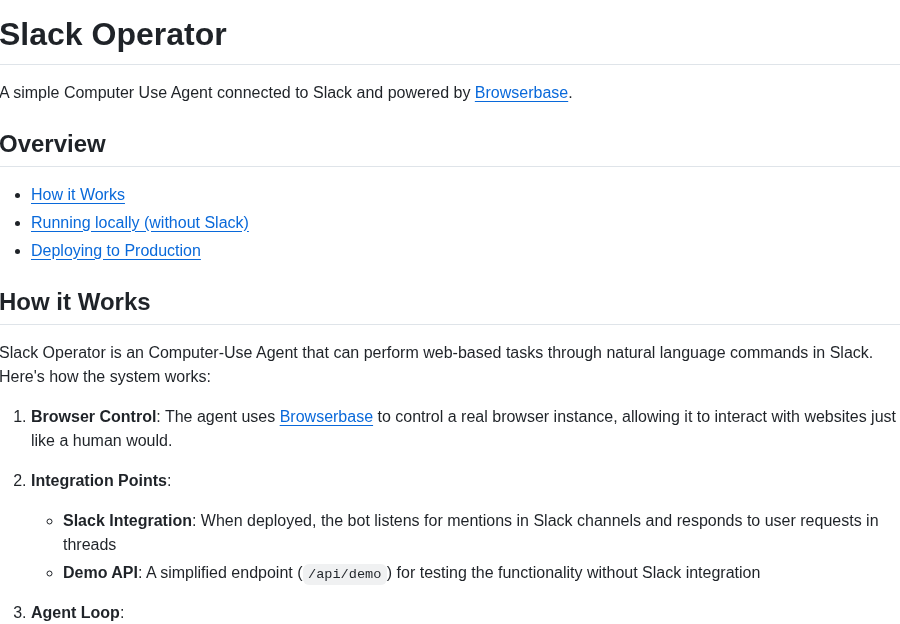 Slack Operator
A simple Computer Use Agent connected to Slack and powered by Browserbase.
Overview
• How it Works
• Running locally (without Slack)
• Deploying to Production
How it Works
Slack Operator is an Computer-Use Agent that can perform web-based tasks through natural language commands in Slack.
Here's how the system works:
1. Browser Control: The agent uses Browserbase to control a real browser instance, allowing it to interact with websites just
like a human would.
2. Integration Points:
◦ Slack Integration: When deployed, the bot listens for mentions in Slack channels and responds to user requests in
threads
◦ Demo API: A simplified endpoint ( /api/demo ) for testing the functionality without Slack integration
3. Agent Loop: